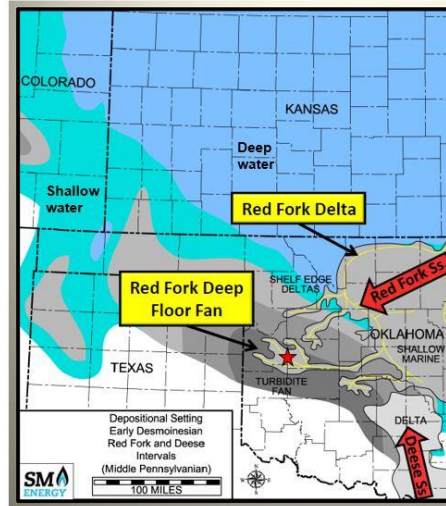 COLORADO
KANSAS
Deep
water
Shallow
water
Red Fork Delta
SHELF EDGE
DELTAS
Red Fork Ss
Red Fork Deep
Floor Fan
OKLAHOMA
SHALLOW
MARINE
TEXAS
TURBIDITE
FAN
DELTA
Deese Ss
Depositional Setting
Early Desmoinesian
Red Fork and Deese
Intervals
(Middle Pennsylvanian)
100 MILES
SM
ENERGY